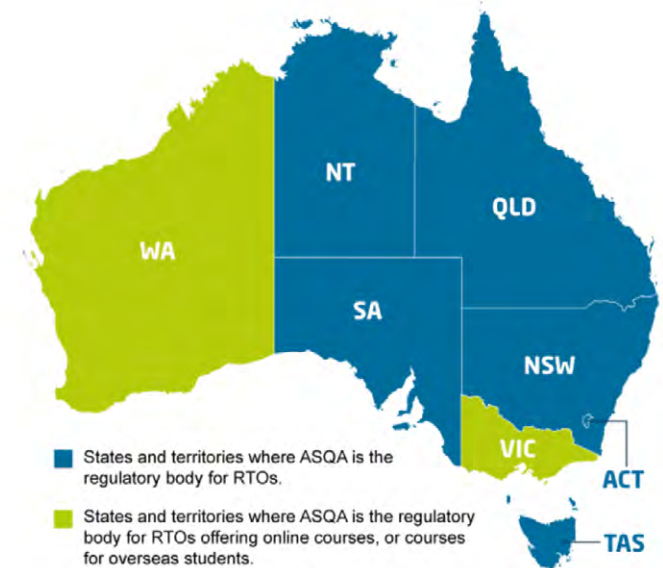 NT
QLD
WA
SA
NSW
VIC
ACT
TAS
States and territories where ASQA is the
regulatory body for RTOs.
States and territories where ASQA is the regulatory
body for RTOs offering online courses, or courses
for overseas students.